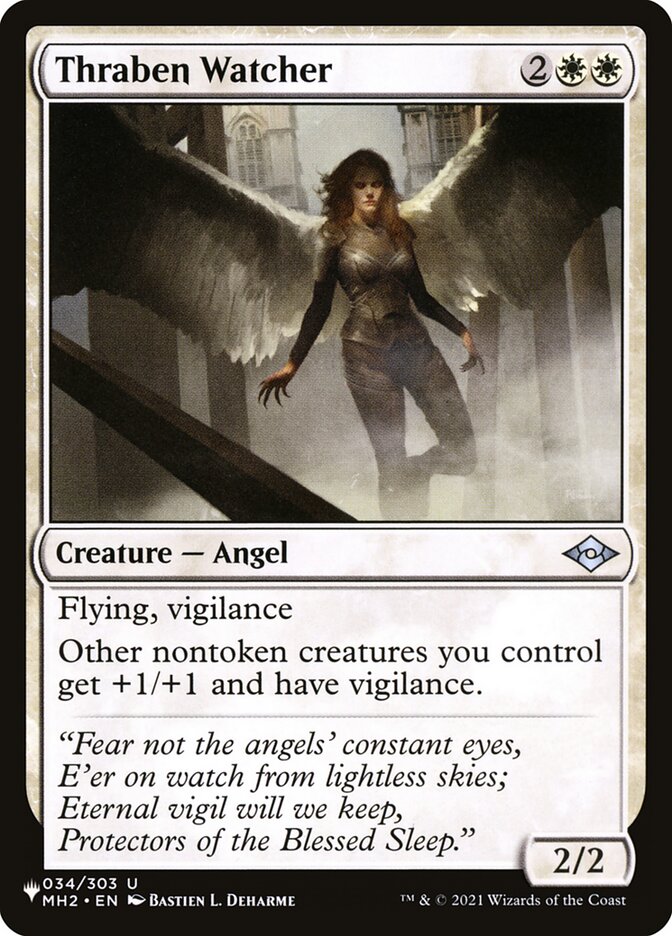 Thraben Watcher 2
Creature — Angel
Flying, vigilance
Other nontoken creatures you control
get +1/+1 and have vigilance.
“Fear not the angels’ constant eyes,
E’er on watch from lightless skies;
Eternal vigil will we keep,
Protectors of the Blessed Sleep.”
2/2
034/303 U
MH2 • EN Bastien L. Deharme
™ & © 2021 Wizards of the Coast